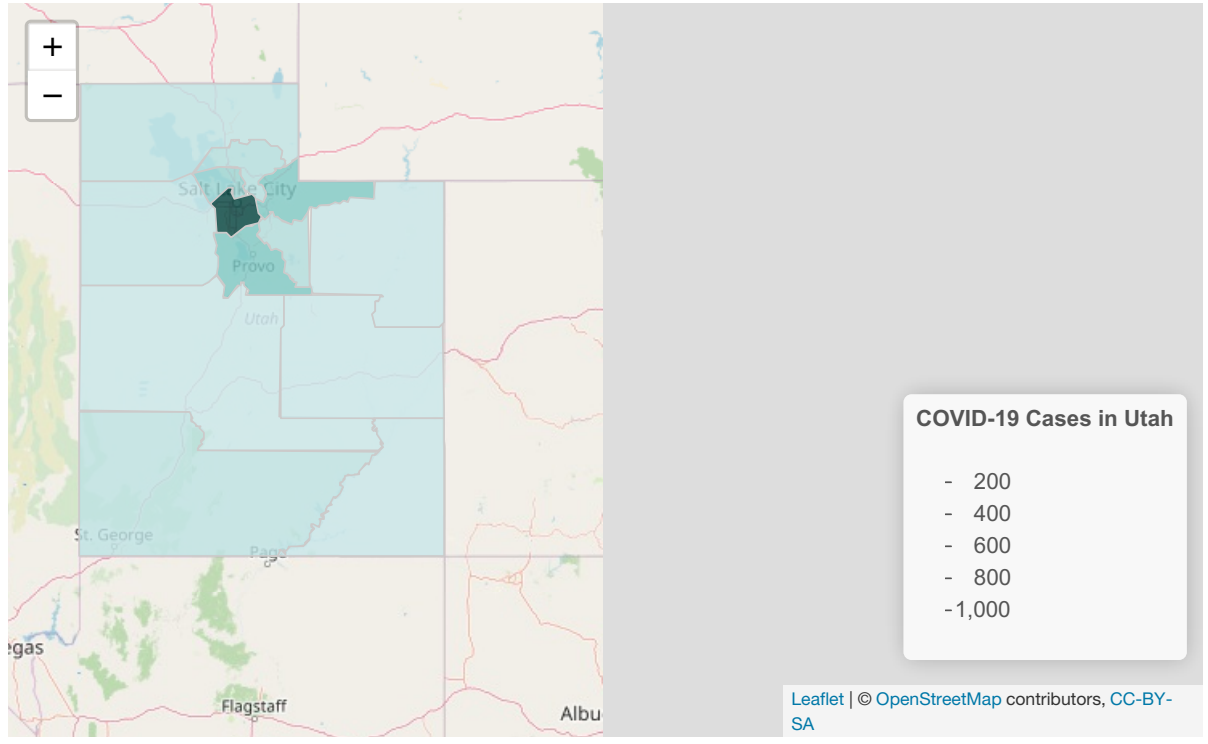 +
−
Salt Lake City
Provo
Utah
St. George
Page
egas
Flagstaff
Albu
COVID-19 Cases in Utah
- 200
- 400
- 600
- 800
-1,000
Leaflet | © OpenStreetMap contributors, CC-BY-
SA